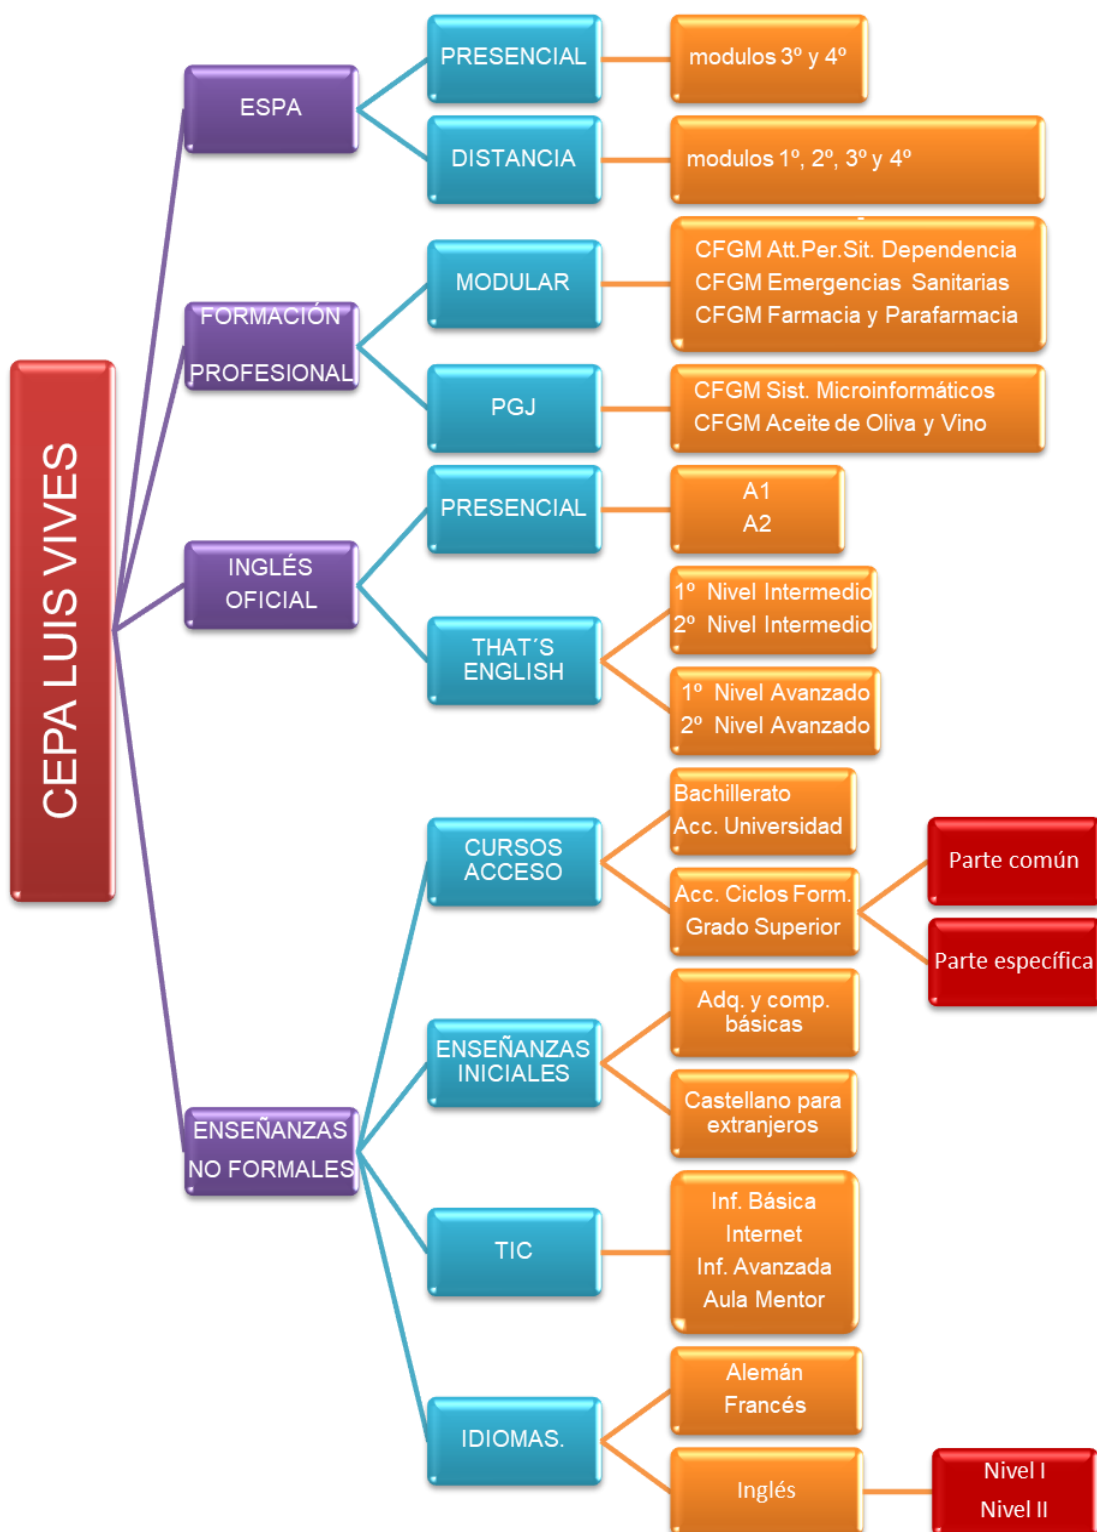 CEPA LUIS VIVES
ESPA
PRESENCIAL
modulos 3º y 4º
DISTANCIA
modulos 1º, 2º, 3º y 4º
FORMACIÓN
PROFESIONAL
MODULAR
CFGM Att.Per.Sit. Dependencia
CFGM Emergencias Sanitarias
CFGM Farmacia y Parafarmacia
PGJ
CFGM Sist. Microinformáticos
CFGM Aceite de Oliva y Vino
INGLÉS
OFICIAL
PRESENCIAL
A1
A2
THAT´S
ENGLISH
1º Nivel Intermedio
2º Nivel Intermedio
1º Nivel Avanzado
2º Nivel Avanzado
ENSEÑANZAS
NO FORMALES
CURSOS
ACCESO
Bachillerato
Acc. Universidad
Acc. Ciclos Form.
Grado Superior
Parte común
Parte específica
ENSEÑANZAS
INICIALES
Adq. y comp.
básicas
Castellano para
extranjeros
TIC
Inf. Básica
Internet
Inf. Avanzada
Aula Mentor
IDIOMAS.
Alemán
Francés
Inglés
Nivel I
Nivel II